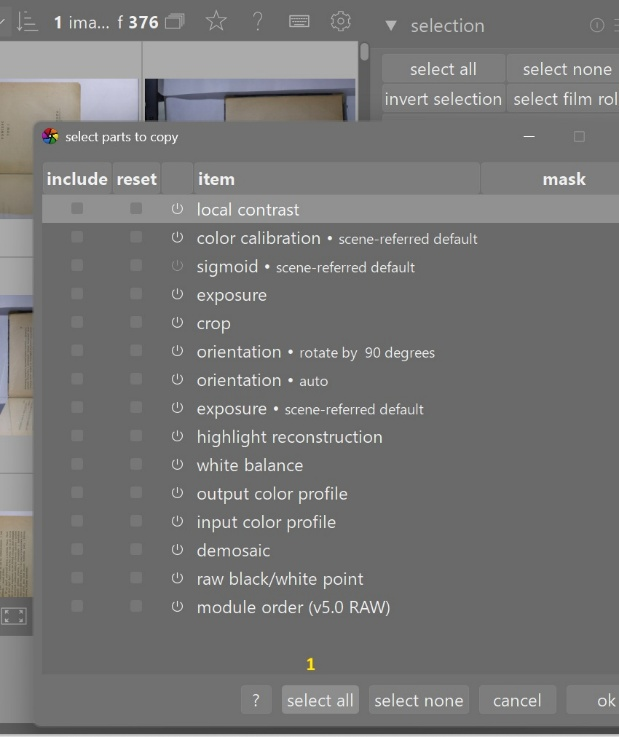 1 ima... f 376
selection
select all select none
invert selection select film rol
select parts to copy
include reset item mask
local contrast
color calibration • scene-referred default
sigmoid • scene-referred default
exposure
crop
orientation • rotate by 90 degrees
orientation • auto
exposure • scene-referred default
highlight reconstruction
white balance
output color profile
input color profile
demosaic
raw black/white point
module order (v5.0 RAW)
1
? select all select none cancel ok